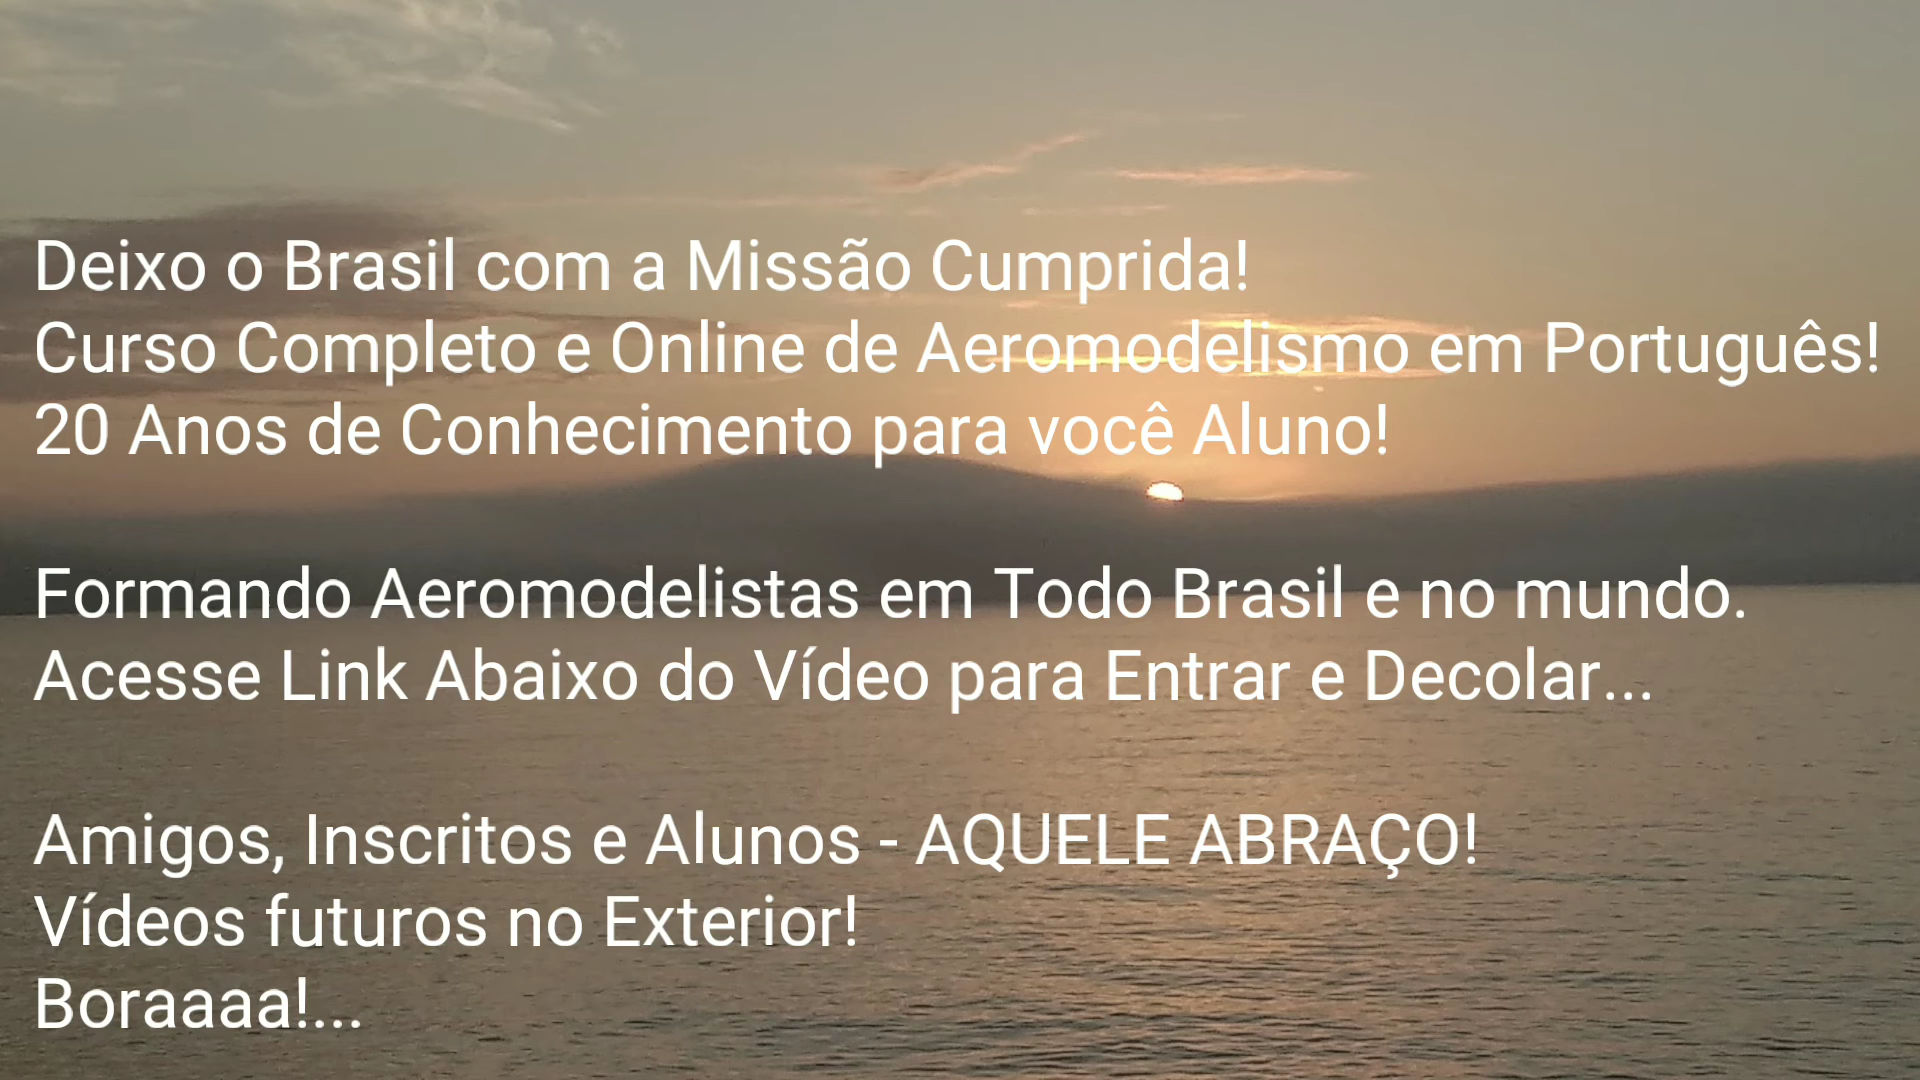 Deixo o Brasil com a Missão Cumprida!
Curso Completo e Online de Aeromodelismo em Português!
20 Anos de Conhecimento para você Aluno!
Formando Aeromodelistas em Todo Brasil e no mundo.
Acesse Link Abaixo do Vídeo para Entrar e Decolar...
Amigos, Inscritos e Alunos - AQUELE ABRAÇO!
Vídeos futuros no Exterior!
Boraaaa!...